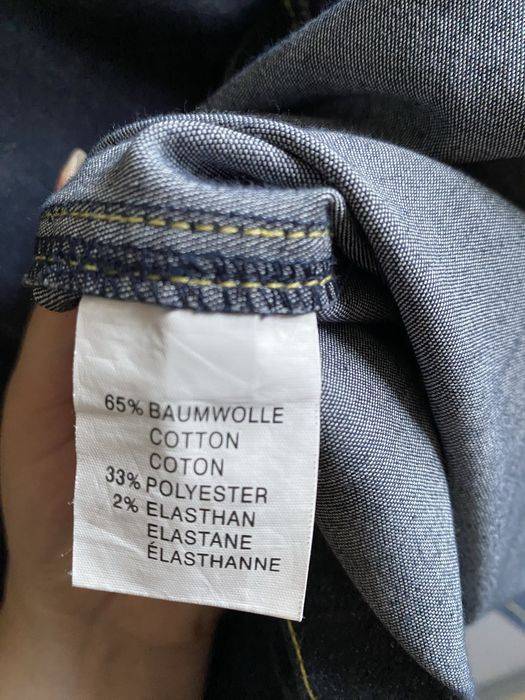 65% BAUMWOLLE
COTTON
COTON
33% POLYESTER
2% ELASTHAN
ELASTANE
ÉLASTHANNE